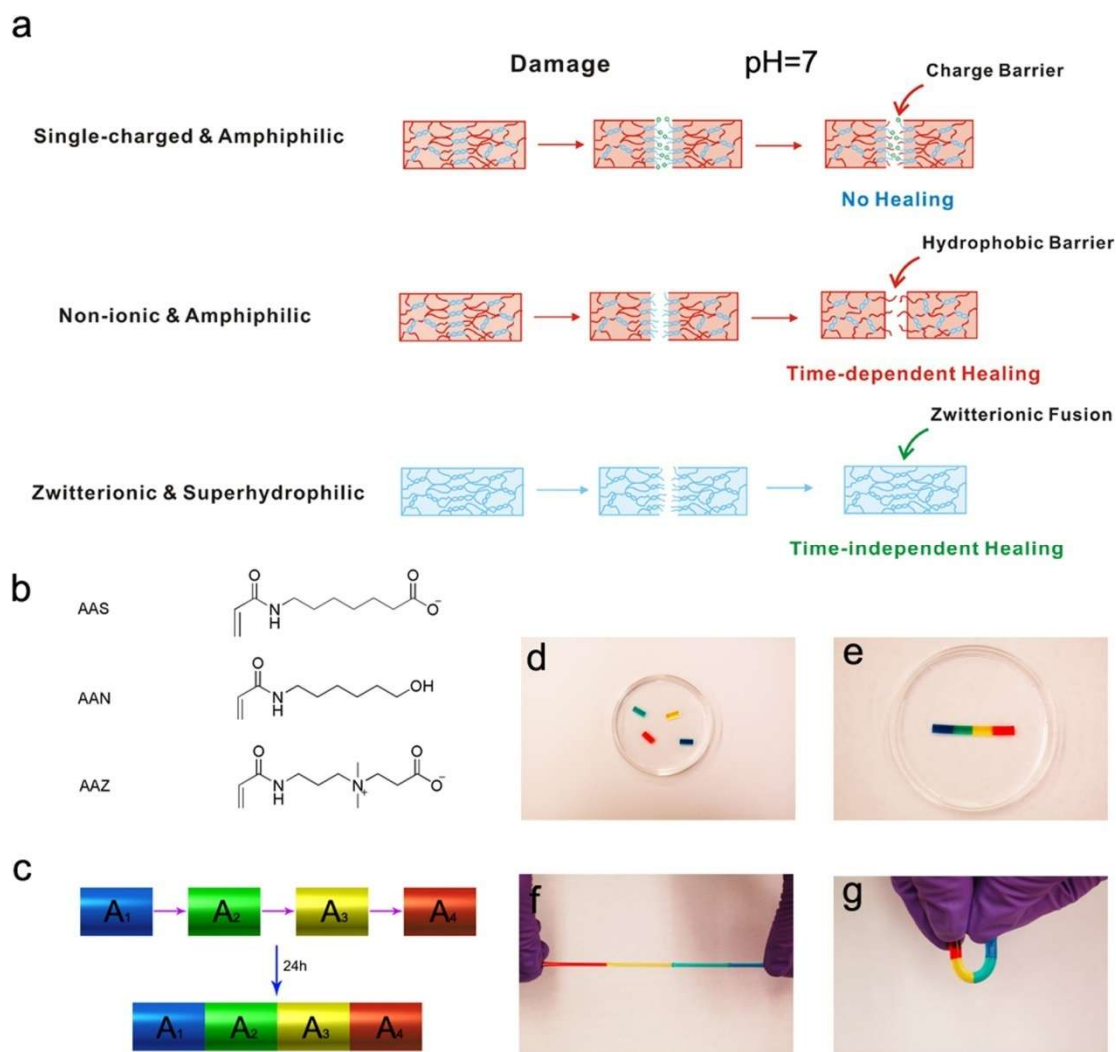 a
Damage
pH=7
Charge Barrier
Single-charged & Amphiphilic
No Healing
Hydrophobic Barrier
Non-ionic & Amphiphilic
Time-dependent Healing
Zwitterionic Fusion
Zwitterionic & Superhydrophilic
Time-independent Healing
b
AAS
O
N
H
O
O-
AAN
O
N
H
OH
AAZ
O
N
H
N+
O
O-
c
A1
A2
A3
A4
24h
A1
A2
A3
A4
d
e
f
g